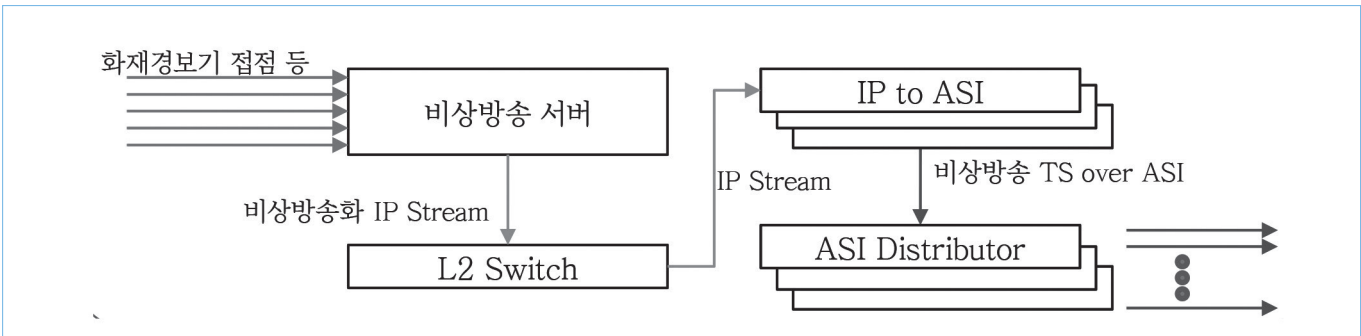 화재경보기 접점 등
비상방송 서버
비상방송화 IP Stream
L2 Switch
IP Stream
IP to ASI
비상방송 TS over ASI
ASI Distributor